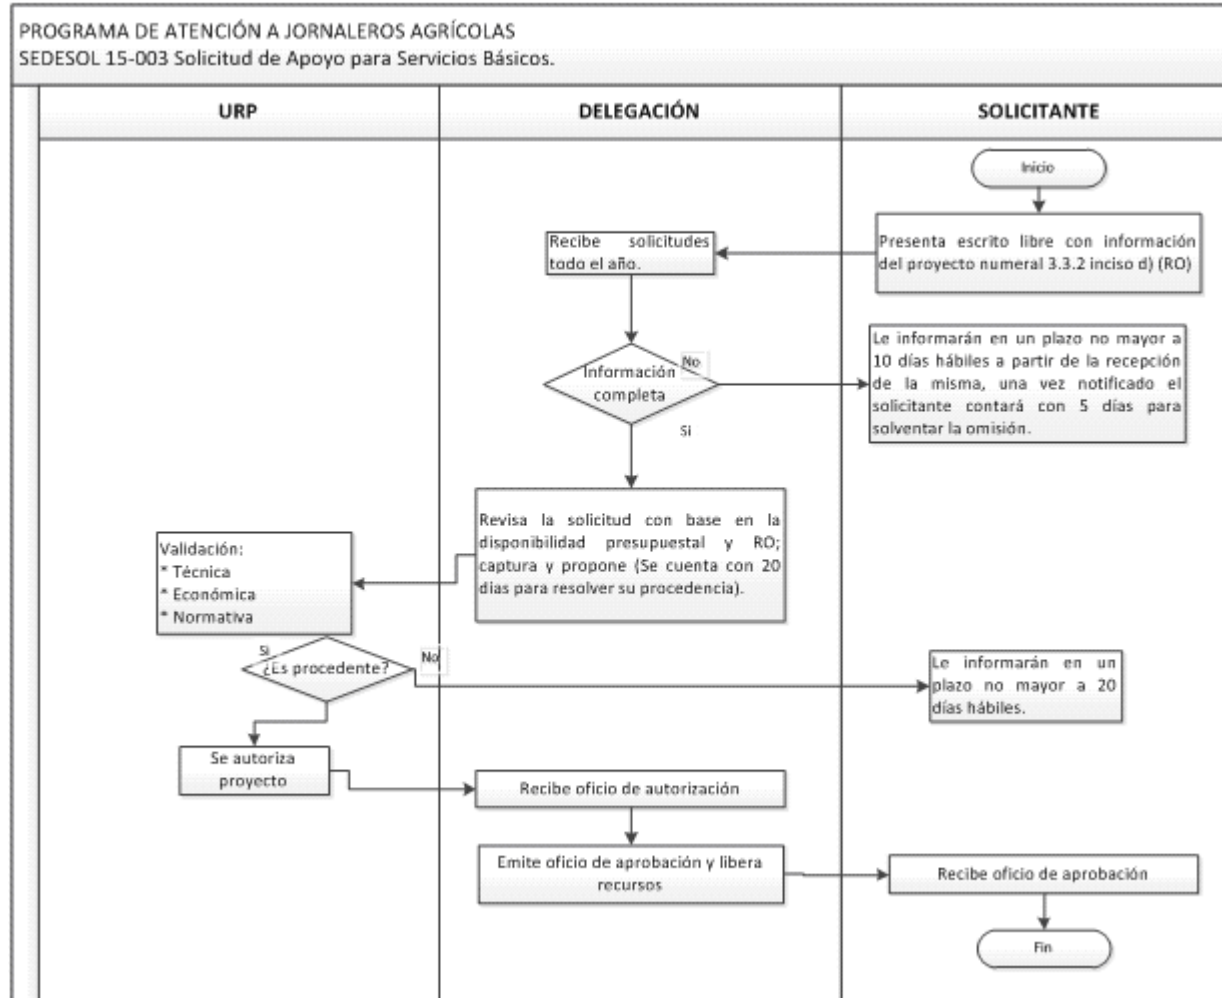 PROGRAMA DE ATENCIÓN A JORNALEROS AGRÍCOLAS
SEDESOL 15-003 Solicitud de Apoyo para Servicios Básicos.
URP
DELEGACIÓN
SOLICITANTE
Inicio
Presenta escrito libre con información
del proyecto numeral 3.3.2 inciso d) (RO)
Recibe solicitudes
todo el año.
Información
completa
No
Si
Le informarán en un plazo no mayor a
10 días hábiles a partir de la recepción
de la misma, una vez notificado el
solicitante contará con 5 días para
solventar la omisión.
Revisa la solicitud con base en la
disponibilidad presupuestal y RO;
captura y propone (Se cuenta con 20
dias para resolver su procedencia).
Validación:
* Técnica
* Económica
* Normativa
Si
¿Es procedente?
No
Le informarán en un
plazo no mayor a 20
días hábiles.
Se autoriza
proyecto
Recibe oficio de autorización
Emite oficio de aprobación y libera
recursos
Recibe oficio de aprobación
Fin